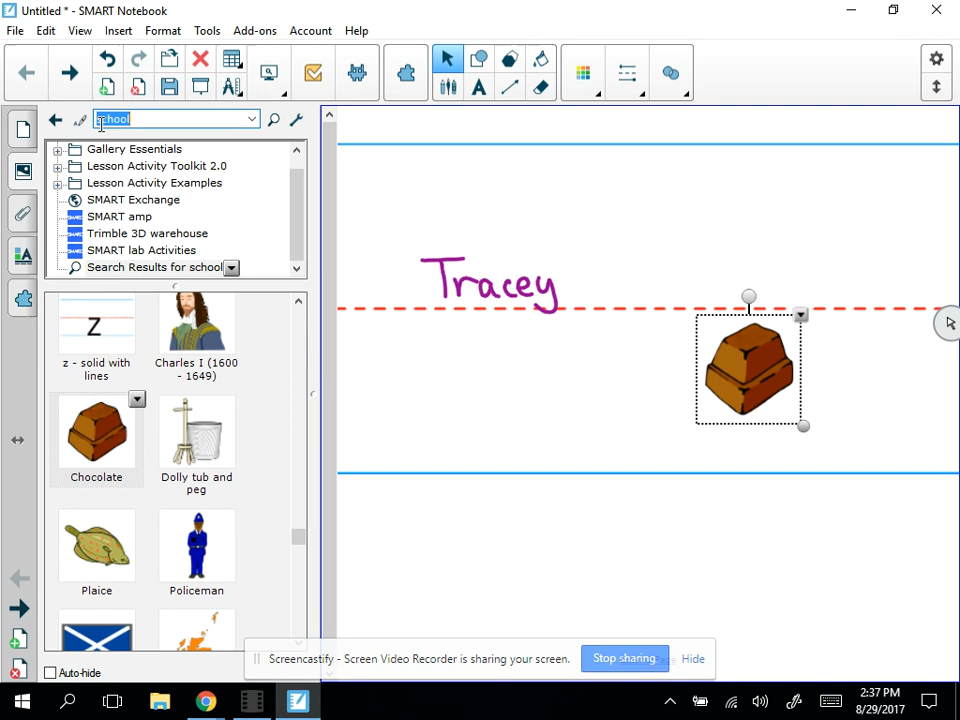 Untitled * - SMART Notebook
File Edit View Insert Format Tools Add-ons Account Help
school
Gallery Essentials
Lesson Activity Toolkit 2.0
Lesson Activity Examples
SMART Exchange
SMART amp
Trimble 3D warehouse
SMART lab Activities
Search Results for school
z
z - solid with lines
Charles I (1600 - 1649)
Chocolate
Dolly tub and peg
Plaice
Policeman
Auto-hide
Tracey
Screencastify - Screen Video Recorder is sharing your screen.
Stop sharing
Hide
2:37 PM
8/29/2017